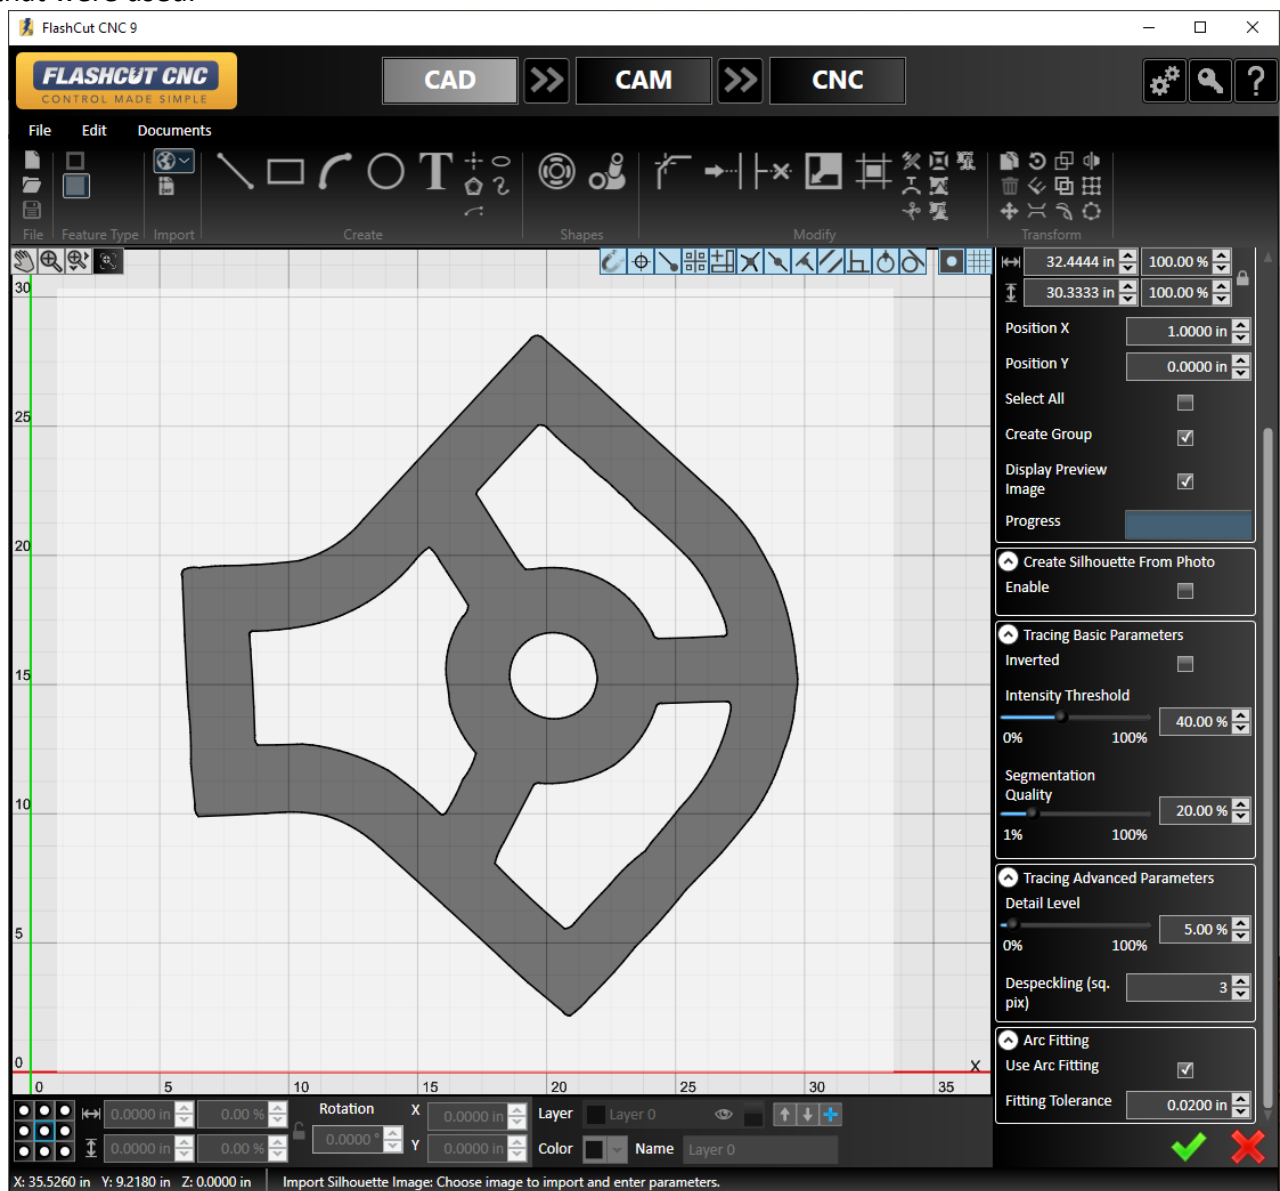 FlashCut CNC 9
FLASHCUT CNC
CONTROL MADE SIMPLE
CAD
CAM
CNC
File Edit Documents
File Feature Type Import Create Shapes Modify Transform
32.4444 in 100.00 %
30.3333 in 100.00 %
Position X 1.0000 in
Position Y 0.0000 in
Select All
Create Group
Display Preview
Image
Progress
Create Silhouette From Photo
Enable
Tracing Basic Parameters
Inverted
Intensity Threshold
40.00 %
0% 100%
Segmentation
Quality
20.00 %
1% 100%
Tracing Advanced Parameters
Detail Level
5.00 %
0% 100%
Despeckling (sq.
pix)
3
Arc Fitting
Use Arc Fitting
Fitting Tolerance 0.0200 in
30
25
20
15
10
5
0
X
0 5 10 15 20 25 30 35
0.0000 in 0.00 % Rotation X 0.0000 in Layer Layer 0
0.0000 in 0.00 % 0.0000 ° Y 0.0000 in Color Name Layer 0
X: 35.5260 in Y: 9.2180 in Z: 0.0000 in Import Silhouette Image: Choose image to import and enter parameters.